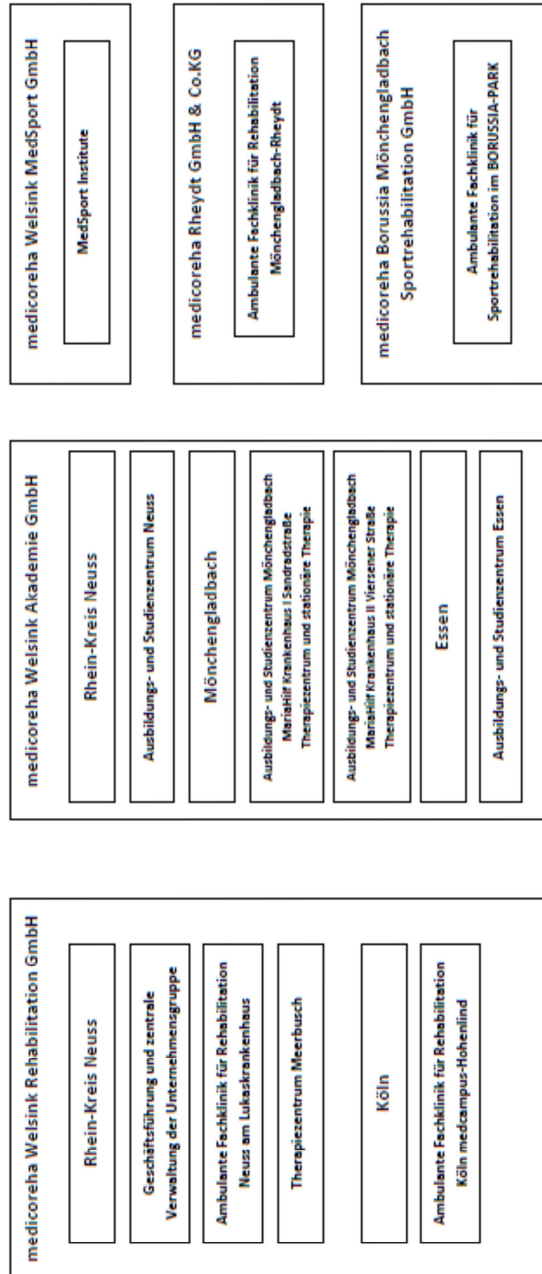 medicoreha Welsink Rehabilitation GmbH
Rhein-Kreis Neuss
Geschäftsführung und zentrale
Verwaltung der Unternehmensgruppe
Ambulante Fachklinik für Rehabilitation
Neuss am Lukaskrankenhaus
Therapiezentrum Meerbusch
Köln
Ambulante Fachklinik für Rehabilitation
Köln medcampus-Hohenlind
medicoreha Welsink Akademie GmbH
Rhein-Kreis Neuss
Ausbildungs- und Studienzentrum Neuss
Mönchengladbach
Ausbildungs- und Studienzentrum Mönchengladbach
MariaHilf Krankenhaus I Sandradstraße
Therapiezentrum und stationäre Therapie
Ausbildungs- und Studienzentrum Mönchengladbach
MariaHilf Krankenhaus II Viersener Straße
Therapiezentrum und stationäre Therapie
Essen
Ausbildungs- und Studienzentrum Essen
medicoreha Welsink MedSport GmbH
MedSport Institute
medicoreha Rheydt GmbH & Co.KG
Ambulante Fachklinik für Rehabilitation
Mönchengladbach-Rheydt
medicoreha Borussia Mönchengladbach
Sportrehabilitation GmbH
Ambulante Fachklinik für
Sportrehabilitation im BORUSSIA-PARK